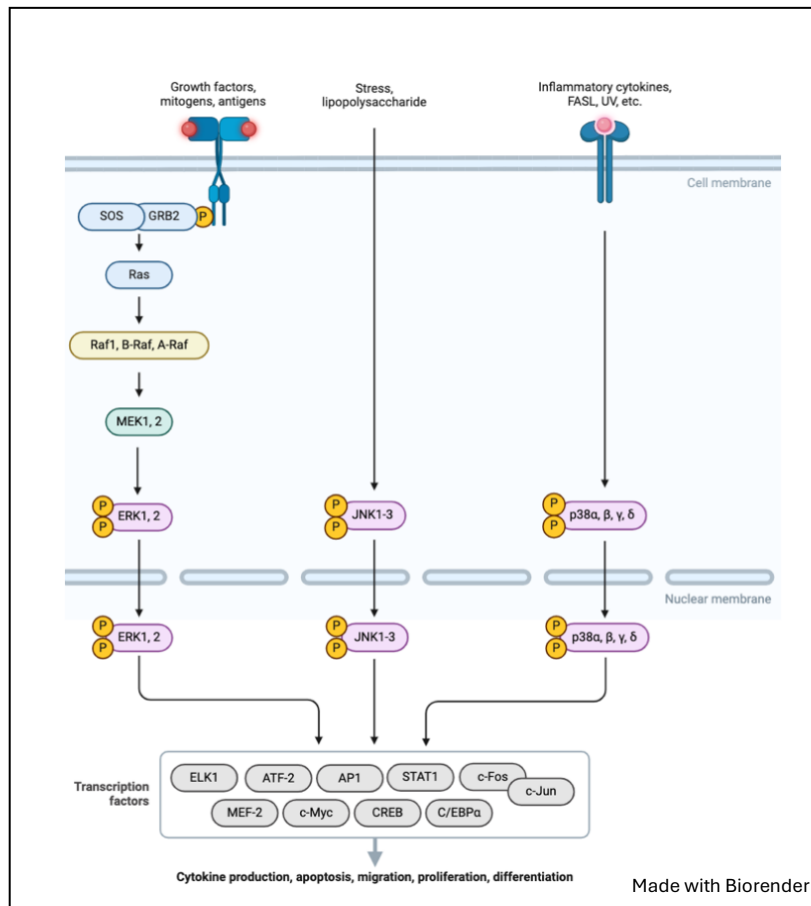 Growth factors,
mitogens, antigens
Stress,
lipopolysaccharide
Inflammatory cytokines,
FASL, UV, etc.
Cell membrane
SOS
GRB2
P
Ras
Raf1, B-Raf, A-Raf
MEK1, 2
P
P
ERK1, 2
P
P
JNK1-3
P
P
p38α, β, γ, δ
Nuclear membrane
P
P
ERK1, 2
P
P
JNK1-3
P
P
p38α, β, γ, δ
Transcription
factors
ELK1
ATF-2
AP1
STAT1
c-Fos
c-Jun
MEF-2
c-Myc
CREB
C/EBPα
Cytokine production, apoptosis, migration, proliferation, differentiation
Made with Biorender